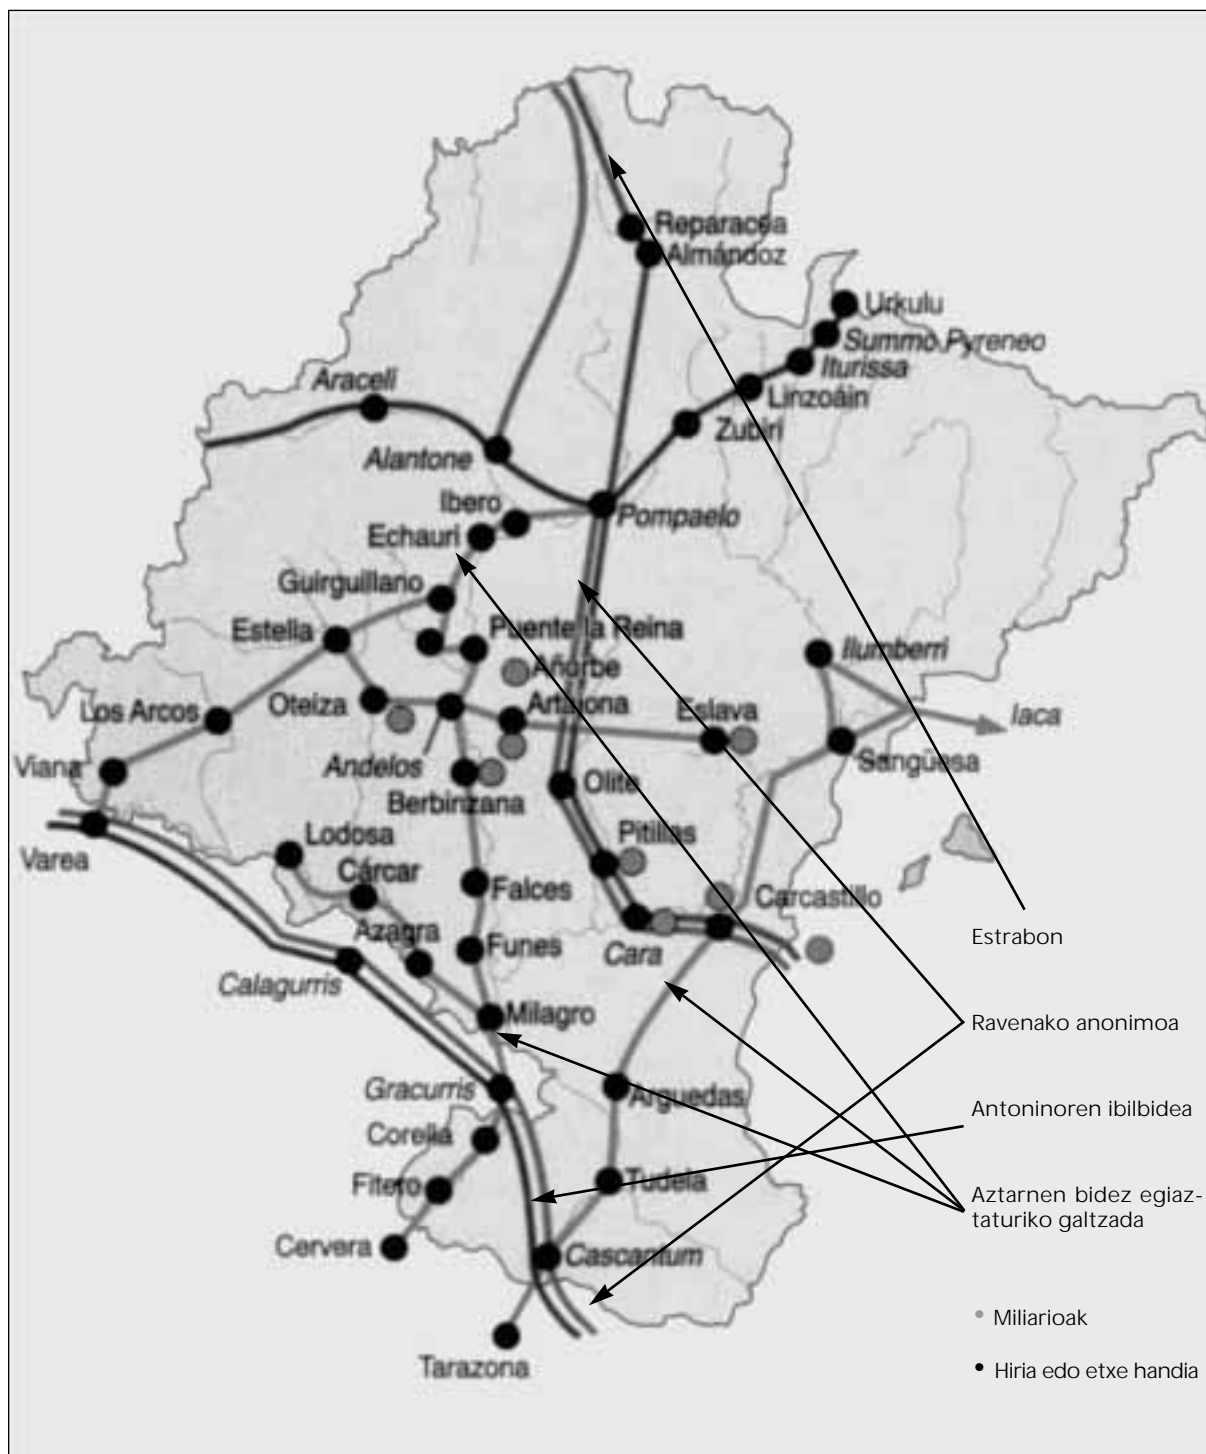 Reparacea
Almándoz
Urkulu
Summo Pyreneo
Iturissa
Linzoáin
Zubiri
Araceli
Alantone
Ibero
Pompaelo
Echauri
Guirguillano
Estella
Puente la Reina
Ilumberri
Añorbe
Oteiza
Artajona
Eslava
Los Arcos
Iaca
Sangüesa
Viana
Andelos
Olite
Berbinzana
Lodosa
Pitillas
Varea
Cárcar
Falces
Carcastillo
Azagra
Funes
Cara
Estrabon
Calagurris
Milagro
Ravenako anonimoa
Gracurris
Arguedas
Antoninoren ibilbidea
Corella
Fitero
Tudela
Aztarnen bidez egiaz-
taturiko galtzada
Cervera
Cascantum
Miliarioak
Tarazona
Hiria edo etxe handia